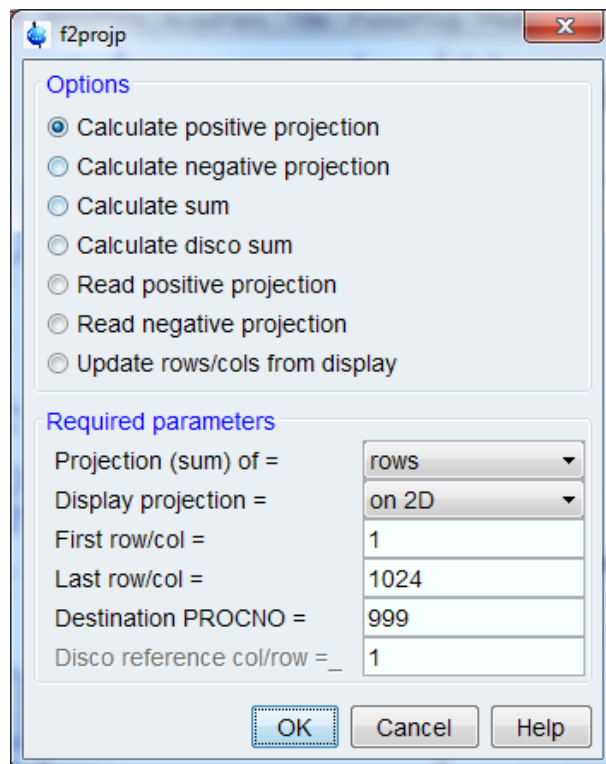 f2projp
Options
Calculate positive projection
Calculate negative projection
Calculate sum
Calculate disco sum
Read positive projection
Read negative projection
Update rows/cols from display
Required parameters
Projection (sum) of = rows
Display projection = on 2D
First row/col = 1
Last row/col = 1024
Destination PROCNO = 999
Disco reference col/row =_ 1
OK Cancel Help